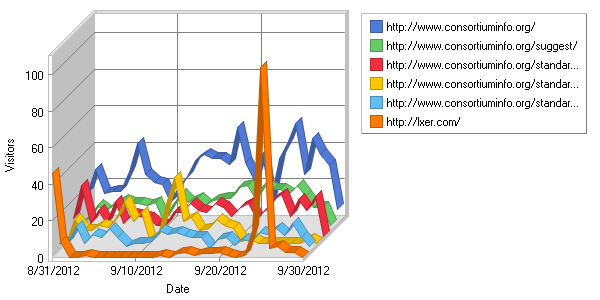 http://www.consortiuminfo.org/
http://www.consortiuminfo.org/suggest/
http://www.consortiuminfo.org/standar...
http://www.consortiuminfo.org/standar...
http://www.consortiuminfo.org/standar...
http://lxer.com/
100
80
60
40
20
0
Visitors
8/31/2012 9/10/2012 9/20/2012 9/30/2012
Date